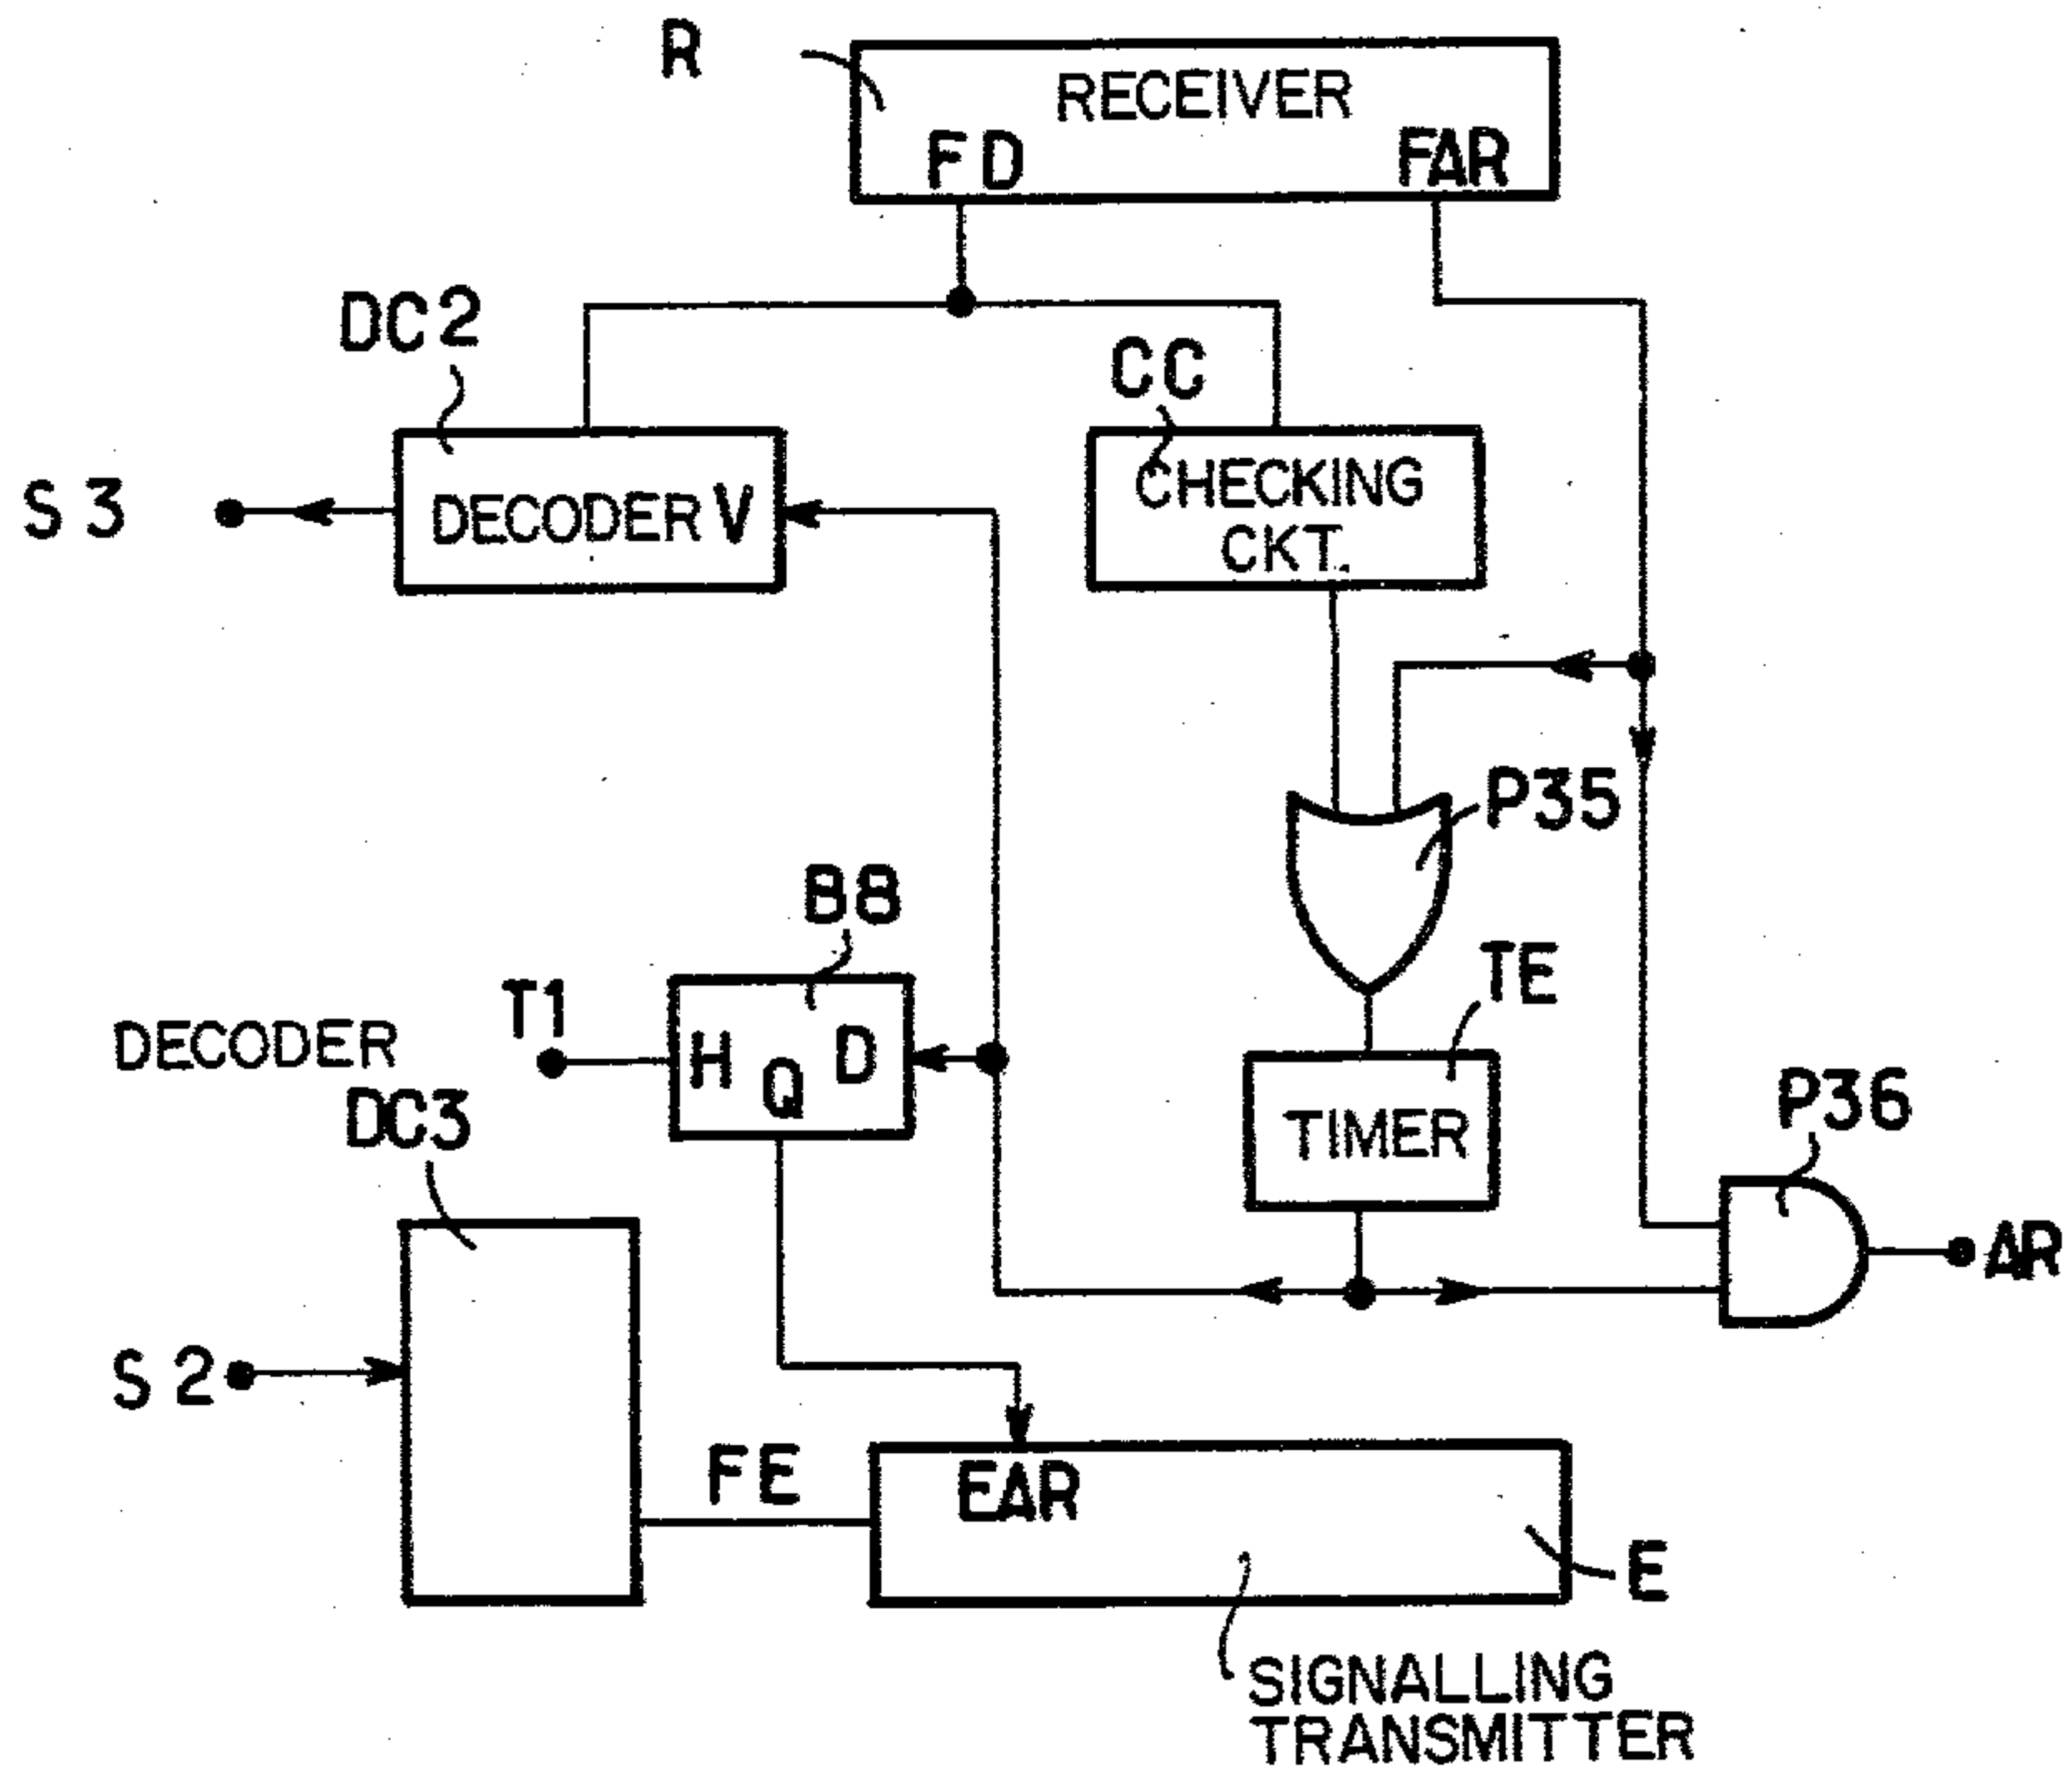 R
RECEIVER
FD
FAR
DC2
CC
S3
DECODER V
CHECKING
CKT.
P35
B8
TE
T1
DECODER
DC3
H
Q
D
TIMER
P36
AR
S2
FE
EAR
E
SIGNALLING
TRANSMITTER